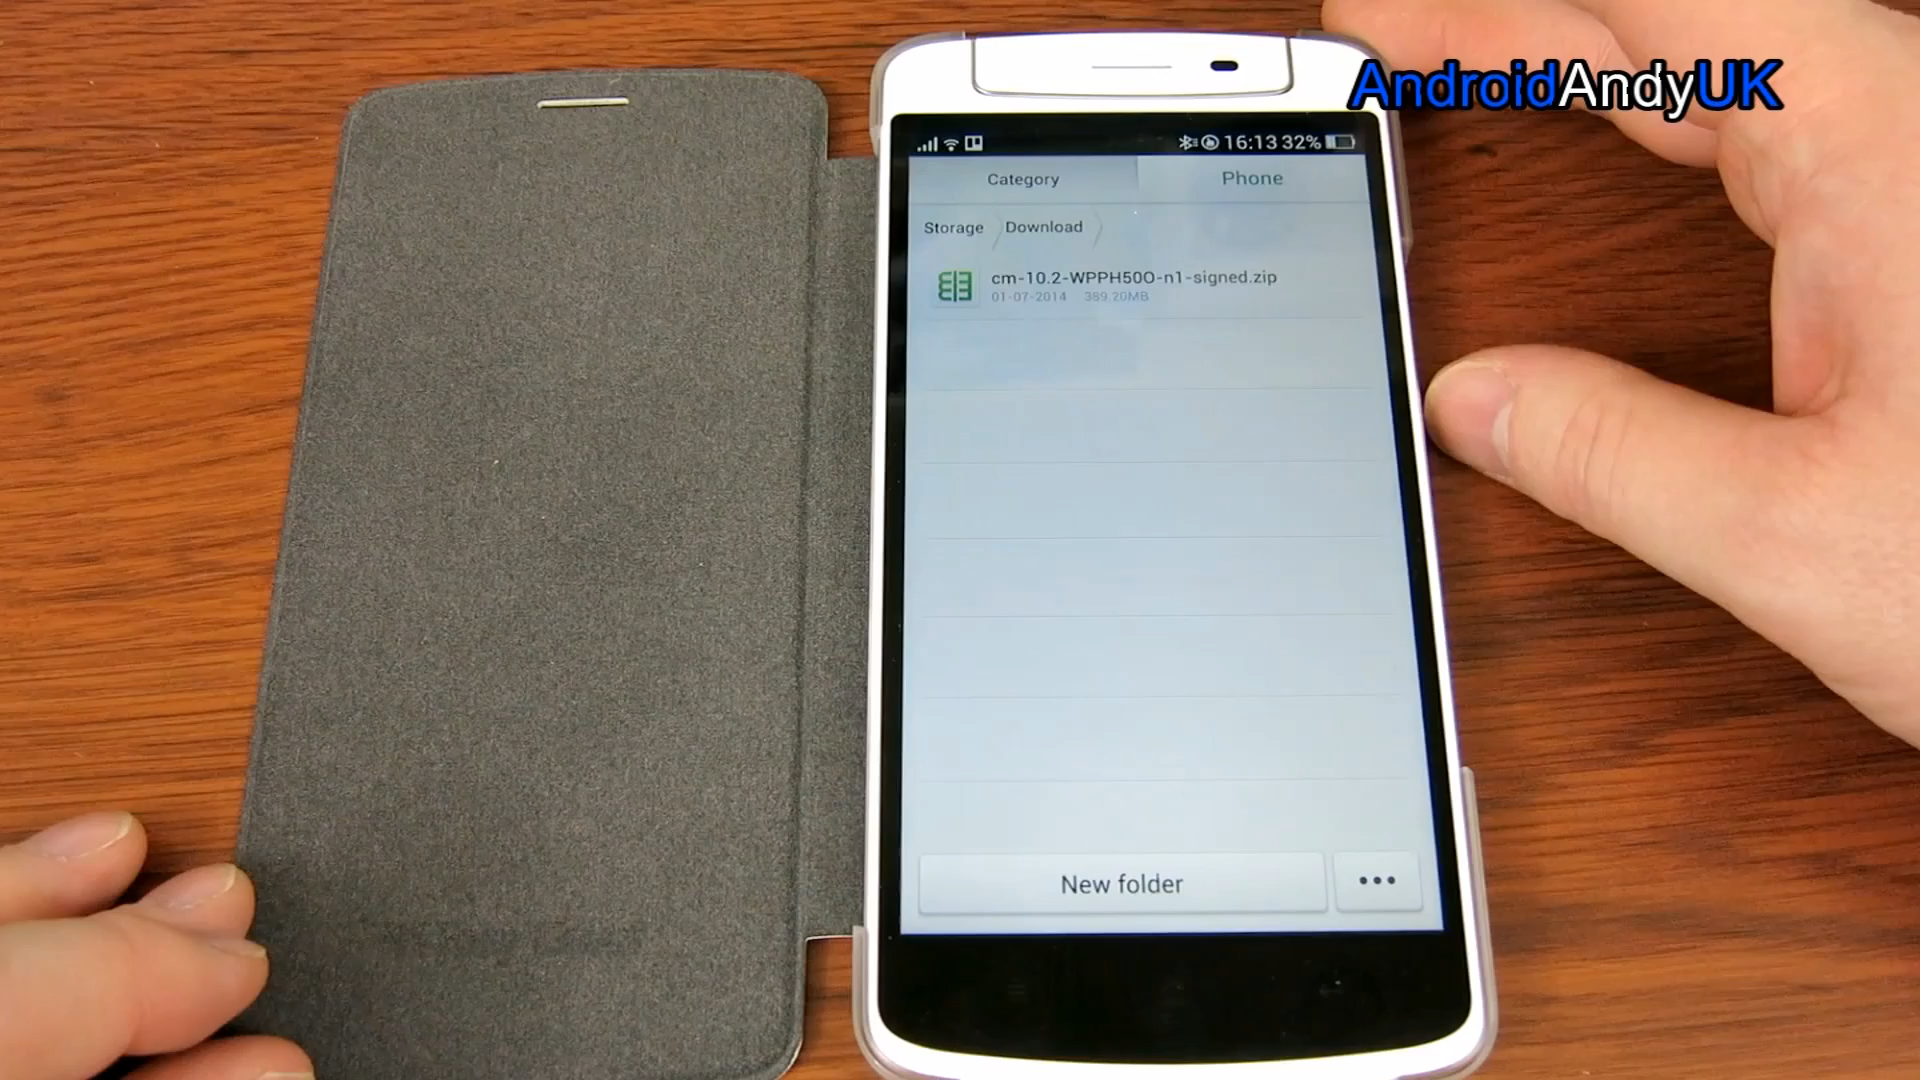 AndroidAndyUK
16:13 32%
Category Phone
Storage Download
cm-10.2-WPPH50O-n1-signed.zip
01-07-2014 389.20MB
New folder